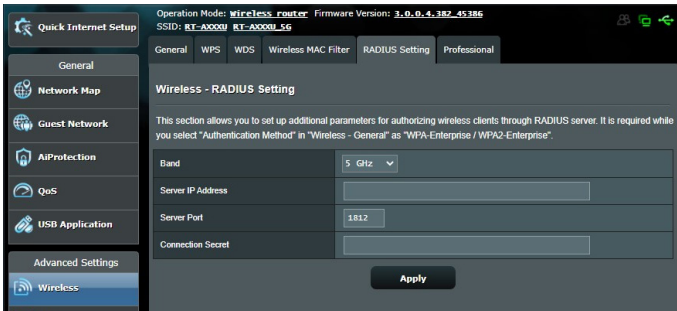 Quick Internet Setup
General
Network Map
Guest Network
AiProtection
QoS
USB Application
Advanced Settings
Wireless
Operation Mode: Wireless router Firmware Version: 3.0.0.4.382_45386
SSID: RT-AXXXU RT-AXXXU_5G
General WPS WDS Wireless MAC Filter RADIUS Setting Professional
Wireless - RADIUS Setting
This section allows you to set up additional parameters for authorizing wireless clients through RADIUS server. It is required while
you select "Authentication Method" in "Wireless - General" as "WPA-Enterprise / WPA2-Enterprise".
Band 5 GHz
Server IP Address
Server Port 1812
Connection Secret
Apply